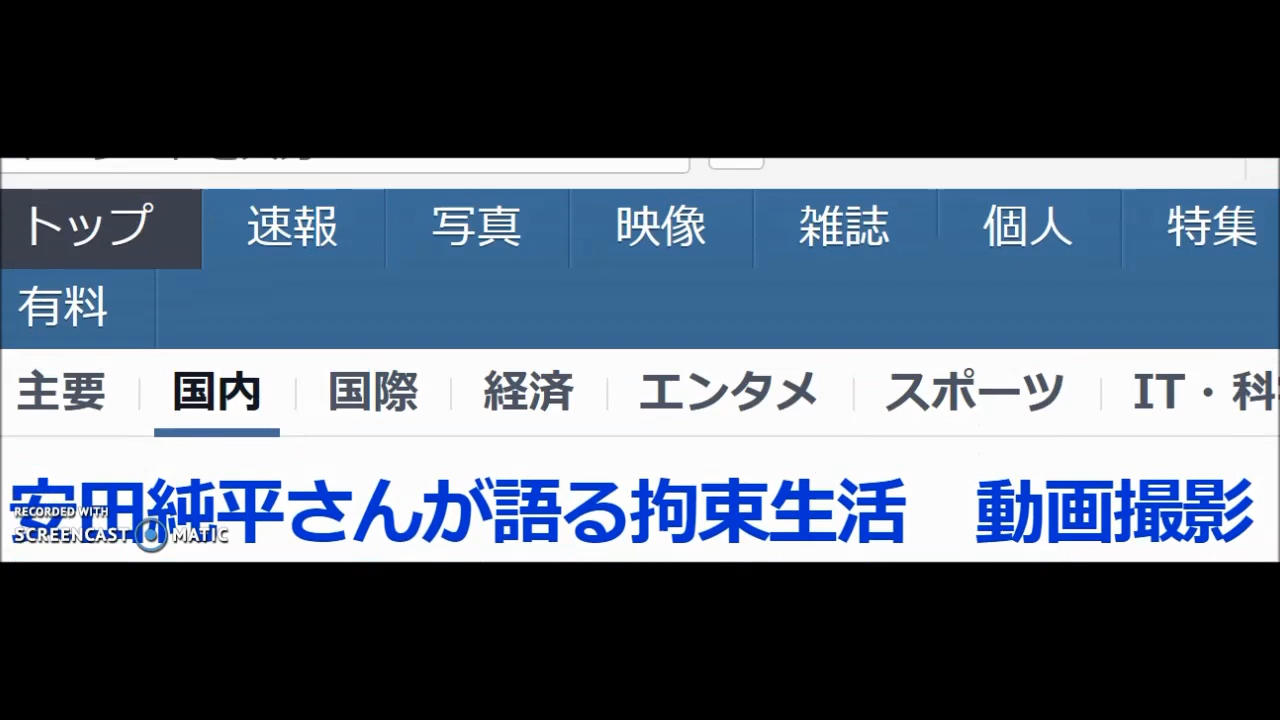 トップ 速報 写真 映像 雑誌 個人 特集
有料
主要 国内 国際 経済 エンタメ スポーツ IT・科
安田純平さんが語る拘束生活 動画撮影
RECORDED WITH
SCREENCAST MATIC